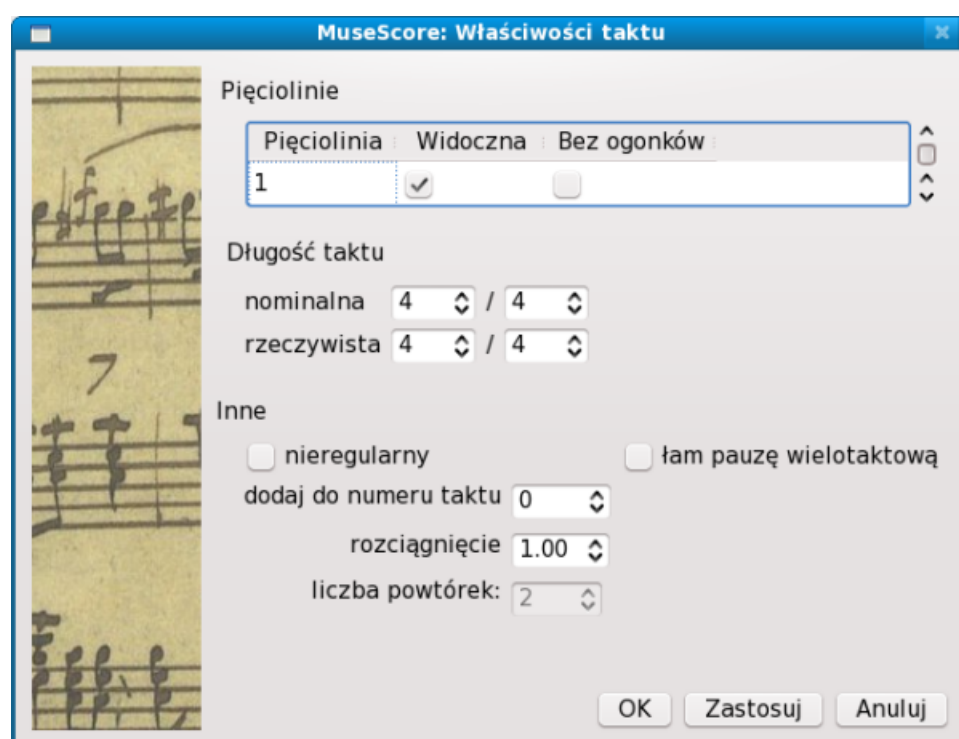 MuseScore: Właściwości taktu
Pięciolinie
Pięciolinia Widoczna Bez ogonków
1
Długość taktu
nominalna 4 / 4
rzeczywista 4 / 4
Inne
nieregularny łam pauzę wielotaktową
dodaj do numeru taktu 0
rozciągnięcie 1.00
liczba powtórek: 2
OK Zastosuj Anuluj